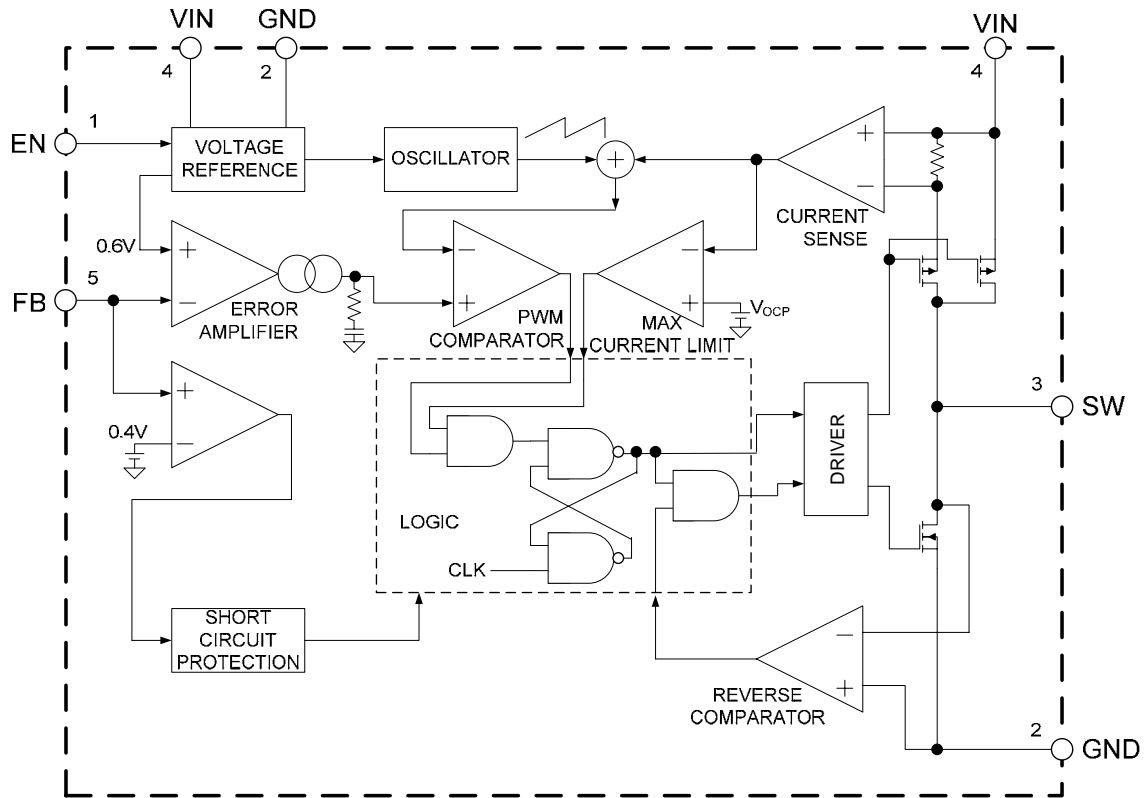 VIN
GND
VIN
4
2
4
EN
1
VOLTAGE
REFERENCE
OSCILLATOR
+
+
−
CURRENT
SENSE
0.6V
+
−
ERROR
AMPLIFIER
−
+
PWM
COMPARATOR
−
+
MAX
CURRENT LIMIT
VOCP
5
FB
+
0.4V
−
3
SW
DRIVER
LOGIC
CLK
SHORT
CIRCUIT
PROTECTION
−
+
REVERSE
COMPARATOR
2
GND